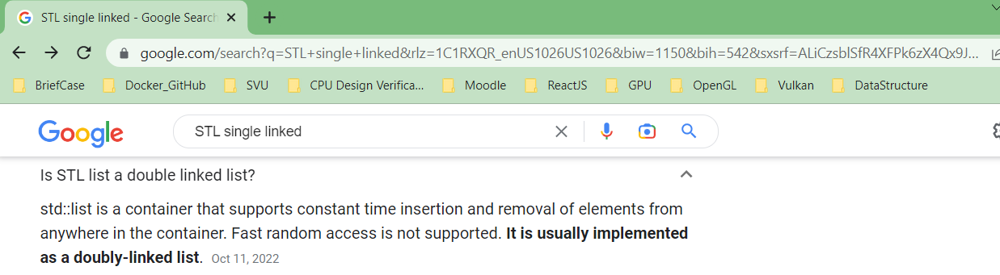 STL single linked - Google Search
google.com/search?q=STL+single+linked&rlz=1C1RXQR_enUS1026US1026&biw=1150&bih=542&sxsrf=ALiCzsblSfR4XFPk6zX4Qx9J...
BriefCase Docker_GitHub SVU CPU Design Verifica... Moodle ReactJS GPU OpenGL Vulkan DataStructure
Google STL single linked
Is STL list a double linked list?
std::list is a container that supports constant time insertion and removal of elements from
anywhere in the container. Fast random access is not supported. It is usually implemented
as a doubly-linked list. Oct 11, 2022